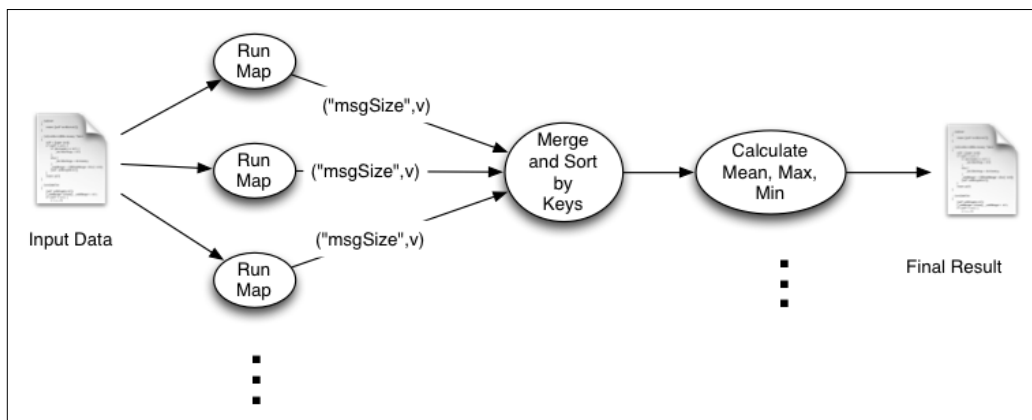 Run
Map
("msgSize",v)
Input Data
Run
Map
("msgSize",v)
Run
Map
("msgSize",v)
Merge
and Sort
by
Keys
Calculate
Mean, Max,
Min
Final Result